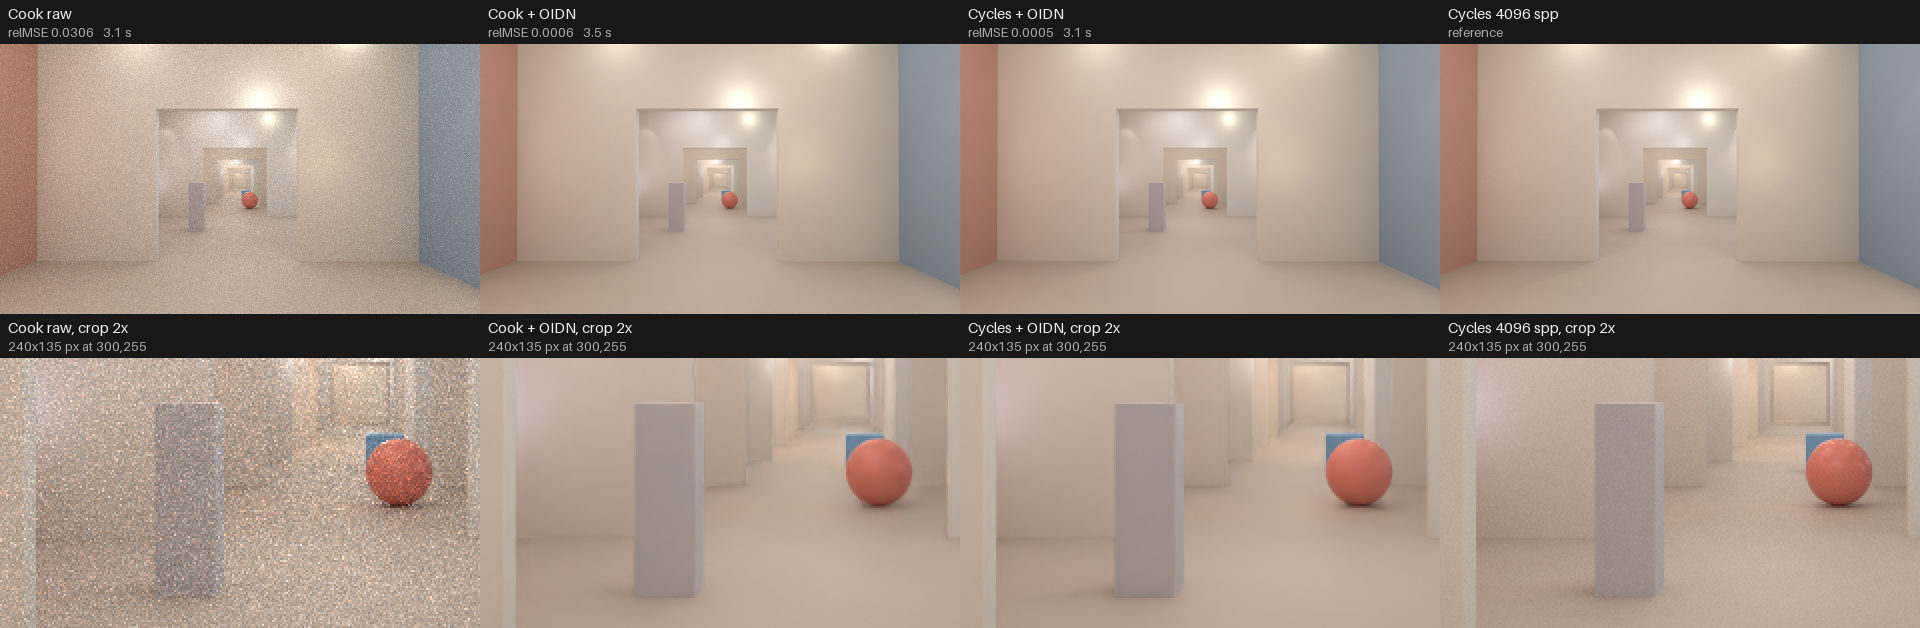 Cook raw
relMSE 0.0306 3.1 s
Cook + OIDN
relMSE 0.0006 3.5 s
Cycles + OIDN
relMSE 0.0005 3.1 s
Cycles 4096 spp
reference
Cook raw, crop 2x
240x135 px at 300,255
Cook + OIDN, crop 2x
240x135 px at 300,255
Cycles + OIDN, crop 2x
240x135 px at 300,255
Cycles 4096 spp, crop 2x
240x135 px at 300,255